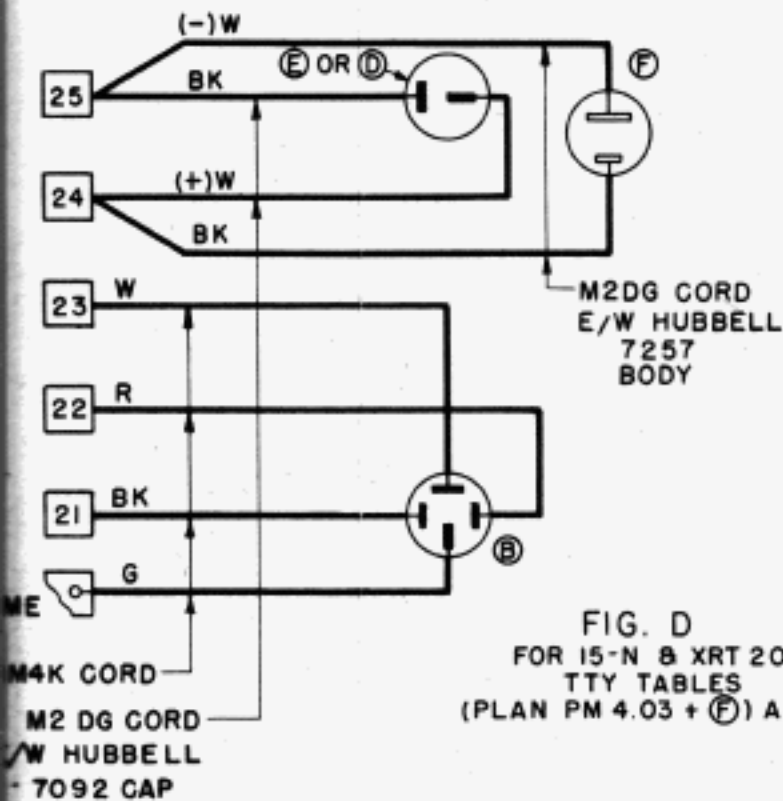 (-)W
Ⓔ OR Ⓓ
Ⓕ
25
BK
24
(+)W
BK
23
W
M2DG CORD
E/W HUBBELL
7257
BODY
22
R
21
BK
Ⓑ
G
ME
FIG. D
FOR 15-N & XRT 20
TTY TABLES
(PLAN PM 4.03 + Ⓕ) A
M4K CORD
M2 DG CORD
/W HUBBELL
- 7092 CAP